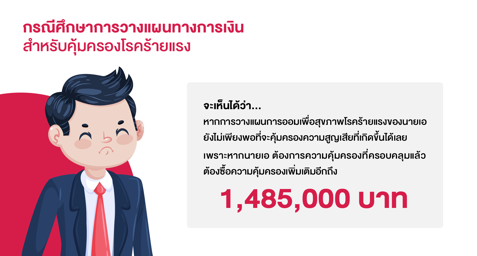 กรณีศึกษาการวางแผนทางการเงิน
สำหรับคุ้มครองโรคร้ายแรง
จะเห็นได้ว่า...
หากการวางแผนการออมเพื่อสุขภาพโรคร้ายแรงของนายเอ
ยังไม่เพียงพอที่จะคุ้มครองความสูญเสียที่เกิดขึ้นได้เลย
เพราะหากนายเอ ต้องการความคุ้มครองที่ครอบคลุมแล้ว
ต้องซื้อความคุ้มครองเพิ่มเติมอีกถึง
1,485,000 บาท